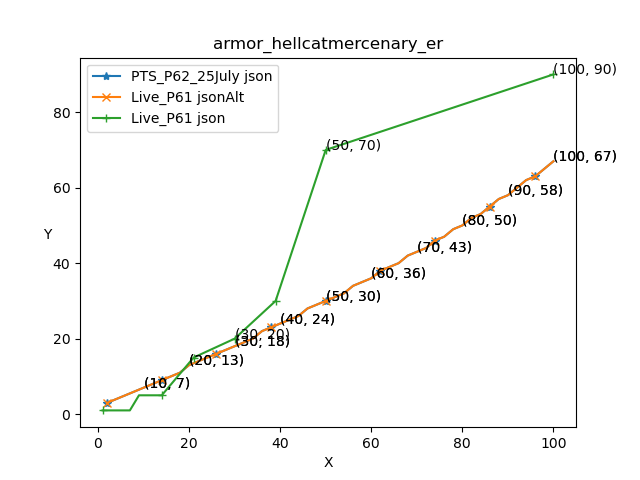 armor_hellcatmercenary_er
PTS_P62_25July json
Live_P61 jsonAlt
Live_P61 json
(100, 90)
80
(50, 70)
(100, 67)
60
(90, 58)
(80, 50)
Y
(70, 43)
40
(60, 36)
(50, 30)
(40, 24)
20
(30, 20)
(30, 18)
(20, 13)
(10, 7)
0
0 20 40 60 80 100
X